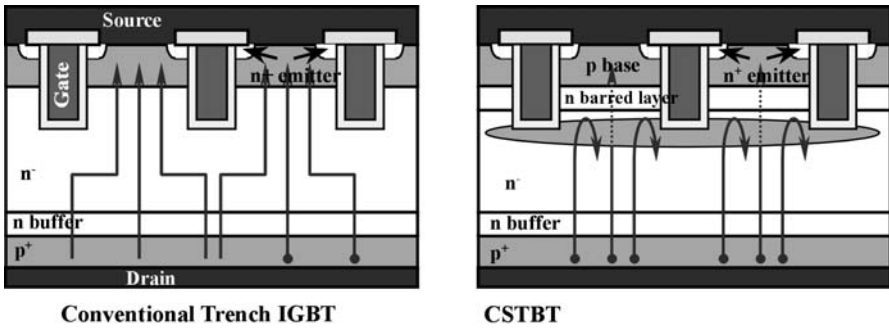 Source
Gate
n+ emitter
n-
n buffer
p+
Drain
Conventional Trench IGBT
p base
n+ emitter
n barred layer
n-
n buffer
p+
CSTBT